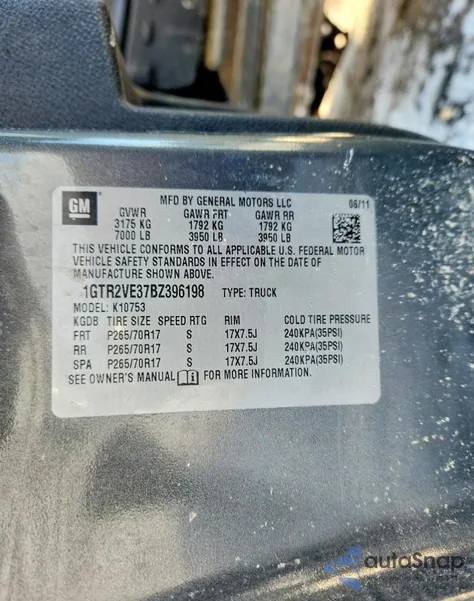 GM
MFD BY GENERAL MOTORS LLC 06/11
GVWR GAWR FRT GAWR RR
3175 KG 1792 KG 1792 KG
7000 LB 3950 LB 3950 LB
THIS VEHICLE CONFORMS TO ALL APPLICABLE U.S. FEDERAL MOTOR
VEHICLE SAFETY STANDARDS IN EFFECT ON THE DATE OF
MANUFACTURE SHOWN ABOVE.
1GTR2VE37BZ396198 TYPE: TRUCK
MODEL: K10753
KGDB TIRE SIZE SPEED RTG RIM COLD TIRE PRESSURE
FRT P265/70R17 S 17X7.5J 240KPA(35PSI)
RR P265/70R17 S 17X7.5J 240KPA(35PSI)
SPA P265/70R17 S 17X7.5J 240KPA(35PSI)
SEE OWNER'S MANUAL FOR MORE INFORMATION.
autoSnap